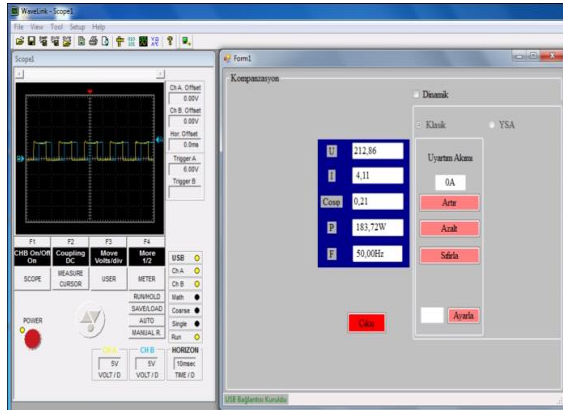 WaveLink - Scope1
File View Tool Setup Help
Scope1
Ch A. Offset
0.00V
Ch B. Offset
0.00V
Hor. Offset
0.0ms
Trigger A
6.00V
Trigger B
F1 F2 F3 F4
CHB On/Off Coupling Move More
On DC Volts/div 1/2
SCOPE MEASURE CURSOR USER METER
RUN/HOLD
SAVE/LOAD
AUTO
MANUAL R.
POWER
USB
Ch A
Ch B
Math
Coarse
Single
Run
CH B HORIZON
5V 5V 10msec
VOLT / D VOLT / D TIME / D
Form1
Kompanzasyon
Dinamik
Klasik YSA
U 212,86
I 4,11
Cosφ 0,21
P 183,72W
F 50,00Hz
Uyartım Akımı
0A
Artır
Azalt
Sıfırla
Ayarla
Çıkış
USB Bağlantısı Kuruldu